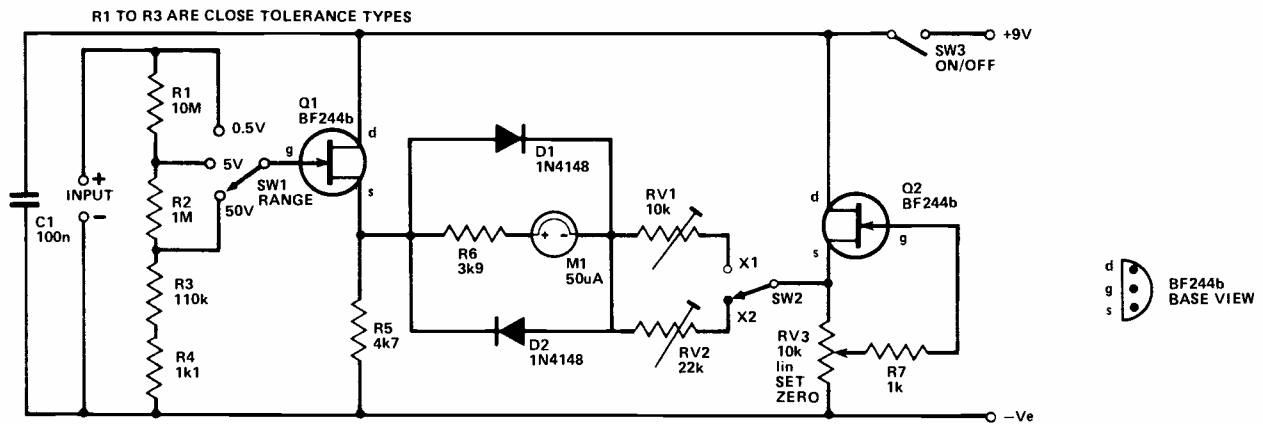 R1 TO R3 ARE CLOSE TOLERANCE TYPES
+9V
SW3
ON/OFF
R1
10M
0.5V
5V
50V
SW1
RANGE
Q1
BF244b
d
g
s
+
INPUT
-
C1
100n
R2
1M
R3
110k
R4
1k1
D1
1N4148
R6
3k9
+ -
M1
50uA
D2
1N4148
R5
4k7
RV1
10k
X1
X2
SW2
RV2
22k
Q2
BF244b
d
g
s
RV3
10k
lin
SET
ZERO
R7
1k
-Ve
d
g
s
BF244b
BASE VIEW